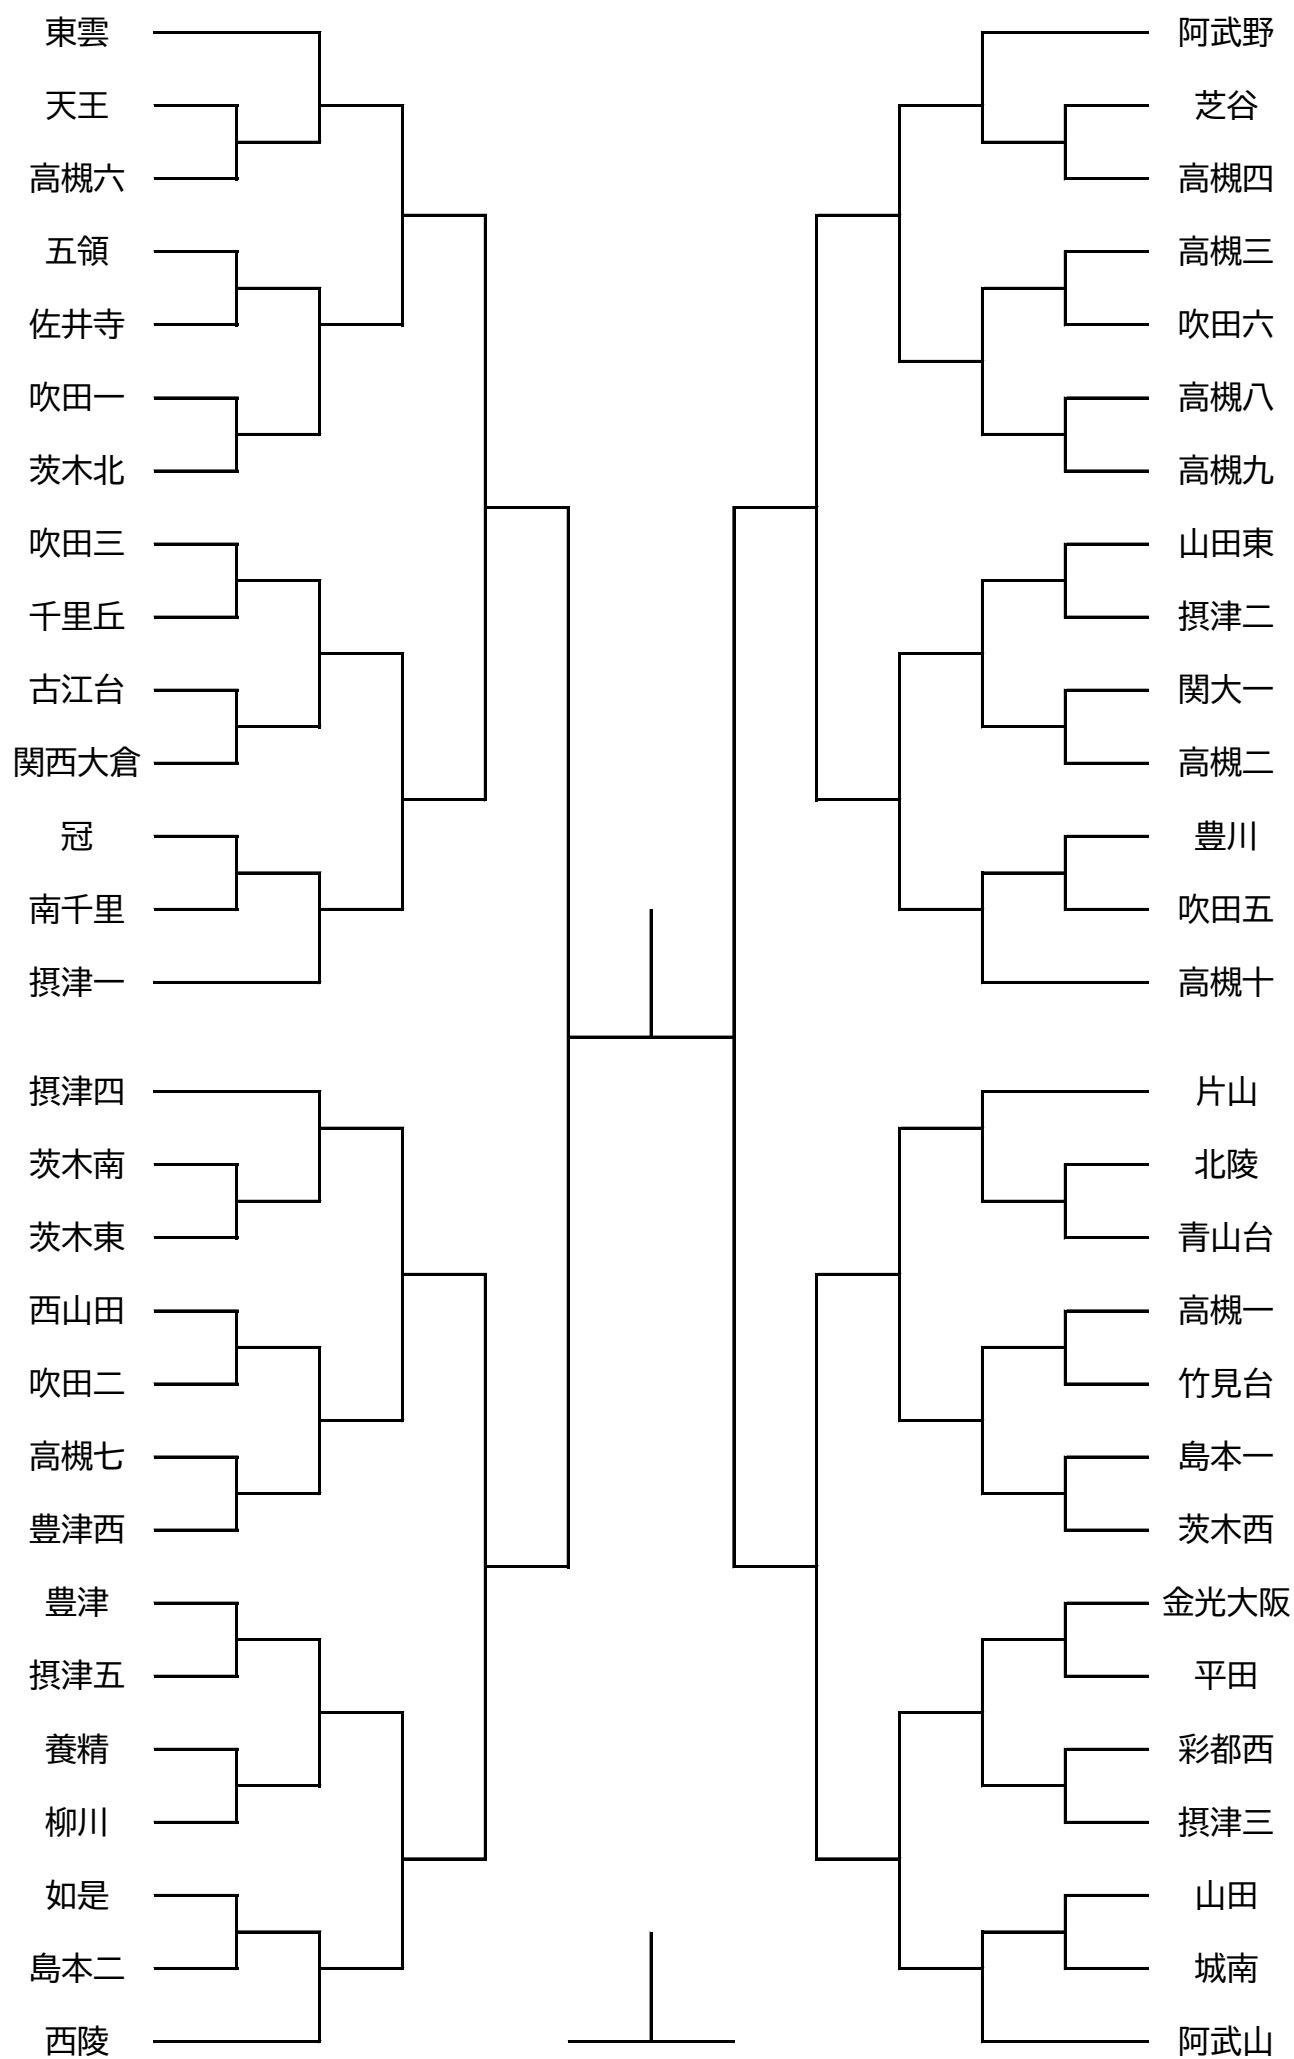 東雲
天王
高槻六
五領
佐井寺
吹田一
茨木北
吹田三
千里丘
古江台
関西大倉
冠
南千里
摂津一
摂津四
茨木南
茨木東
西山田
吹田二
高槻七
豊津西
豊津
摂津五
養精
柳川
如是
島本二
西陵
阿武野
芝谷
高槻四
高槻三
吹田六
高槻八
高槻九
山田東
摂津二
関大一
高槻二
豊川
吹田五
高槻十
片山
北陵
青山台
高槻一
竹見台
島本一
茨木西
金光大阪
平田
彩都西
摂津三
山田
城南
阿武山